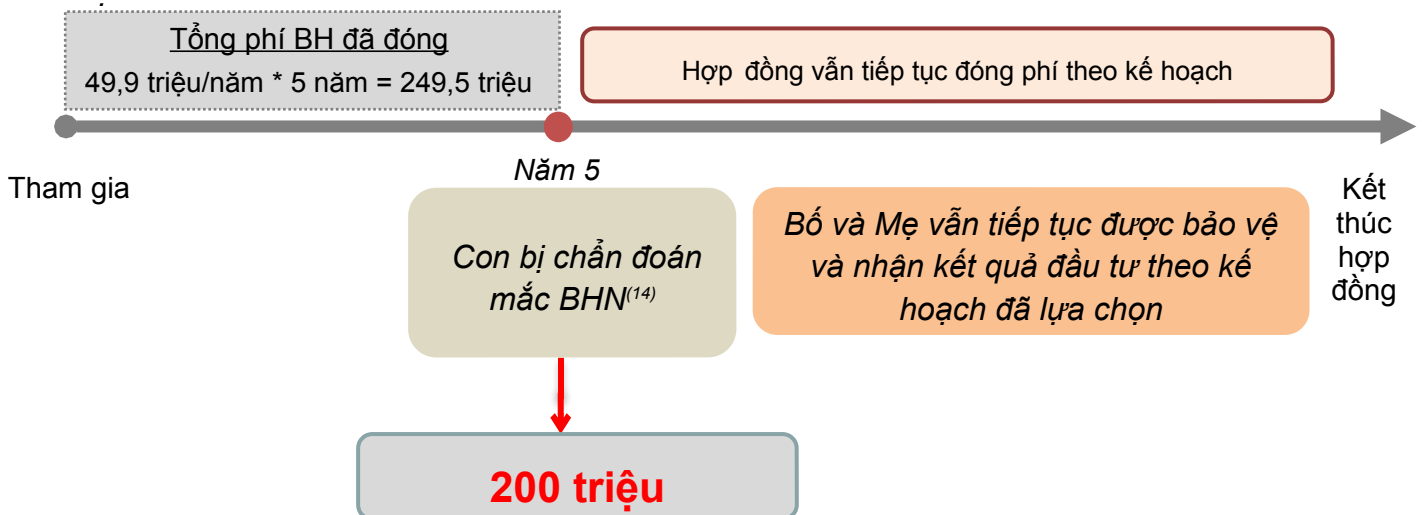 Tổng phí BH đã đóng
49,9 triệu/năm * 5 năm = 249,5 triệu
Hợp đồng vẫn tiếp tục đóng phí theo kế hoạch
Tham gia
Năm 5
Con bị chẩn đoán
mắc BHN(14)
Bố và Mẹ vẫn tiếp tục được bảo vệ
và nhận kết quả đầu tư theo kế
hoạch đã lựa chọn
Kết
thúc
hợp
đồng
200 triệu